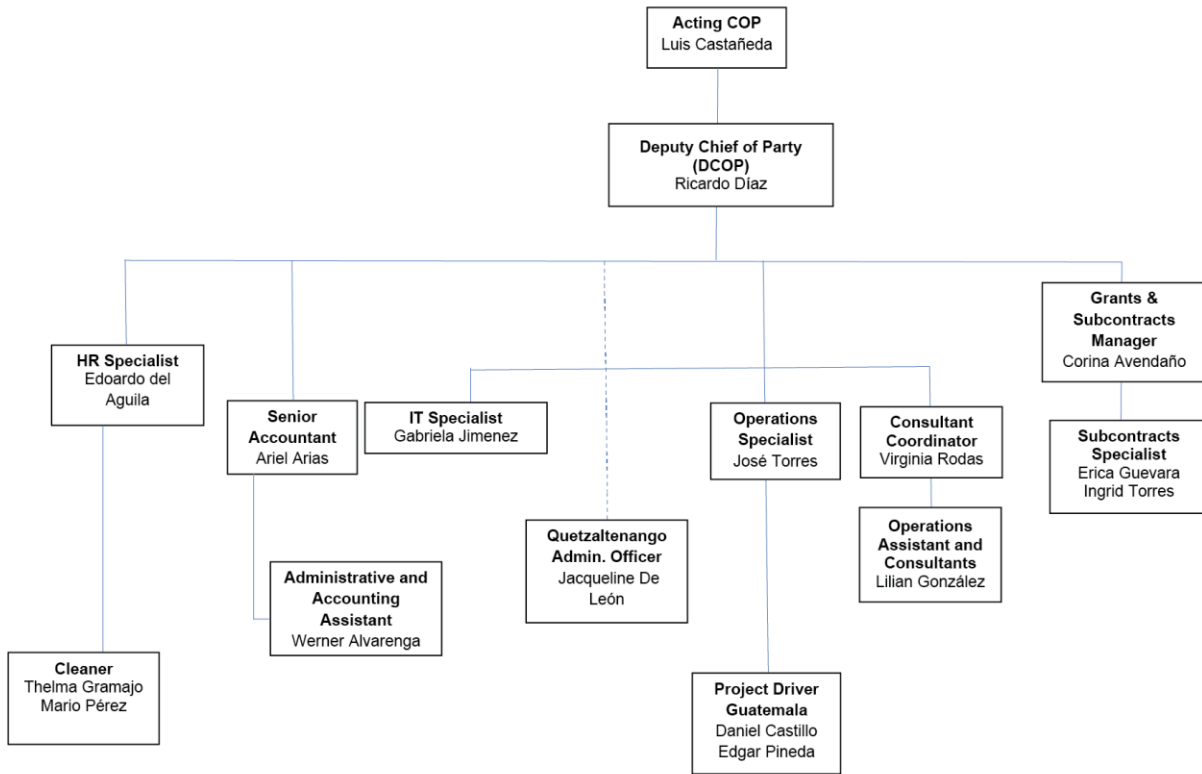 Acting COP
Luis Castañeda
Deputy Chief of Party
(DCOP)
Ricardo Díaz
HR Specialist
Edoardo del
Aguila
Senior
Accountant
Ariel Arias
IT Specialist
Gabriela Jimenez
Operations
Specialist
José Torres
Consultant
Coordinator
Virginia Rodas
Grants &
Subcontracts
Manager
Corina Avendaño
Subcontracts
Specialist
Erica Guevara
Ingrid Torres
Quetzaltenango
Admin. Officer
Jacqueline De
León
Operations
Assistant and
Consultants
Lilian González
Administrative and
Accounting
Assistant
Werner Alvarenga
Cleaner
Thelma Gramajo
Mario Pérez
Project Driver
Guatemala
Daniel Castillo
Edgar Pineda